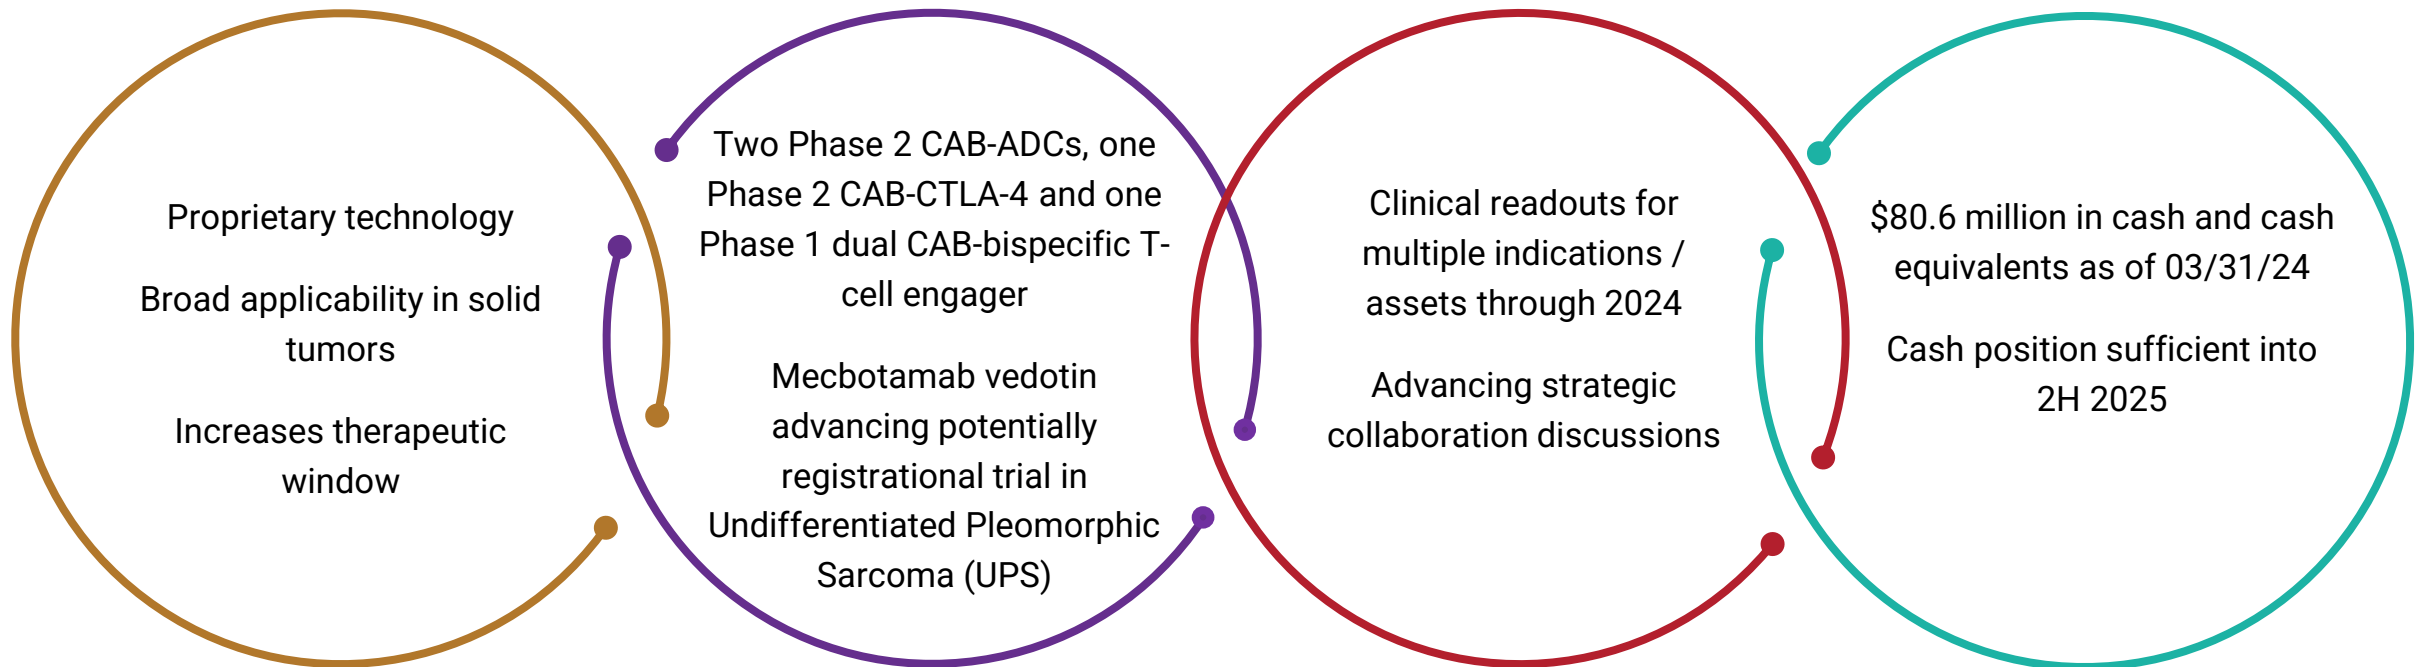 Proprietary technology
Broad applicability in solid
tumors
Increases therapeutic
window
Two Phase 2 CAB-ADCs, one
Phase 2 CAB-CTLA-4 and one
Phase 1 dual CAB-bispecific T-
cell engager
Mecbotamab vedotin
advancing potentially
registrational trial in
Undifferentiated Pleomorphic
Sarcoma (UPS)
Clinical readouts for
multiple indications /
assets through 2024
Advancing strategic
collaboration discussions
$80.6 million in cash and cash
equivalents as of 03/31/24
Cash position sufficient into
2H 2025